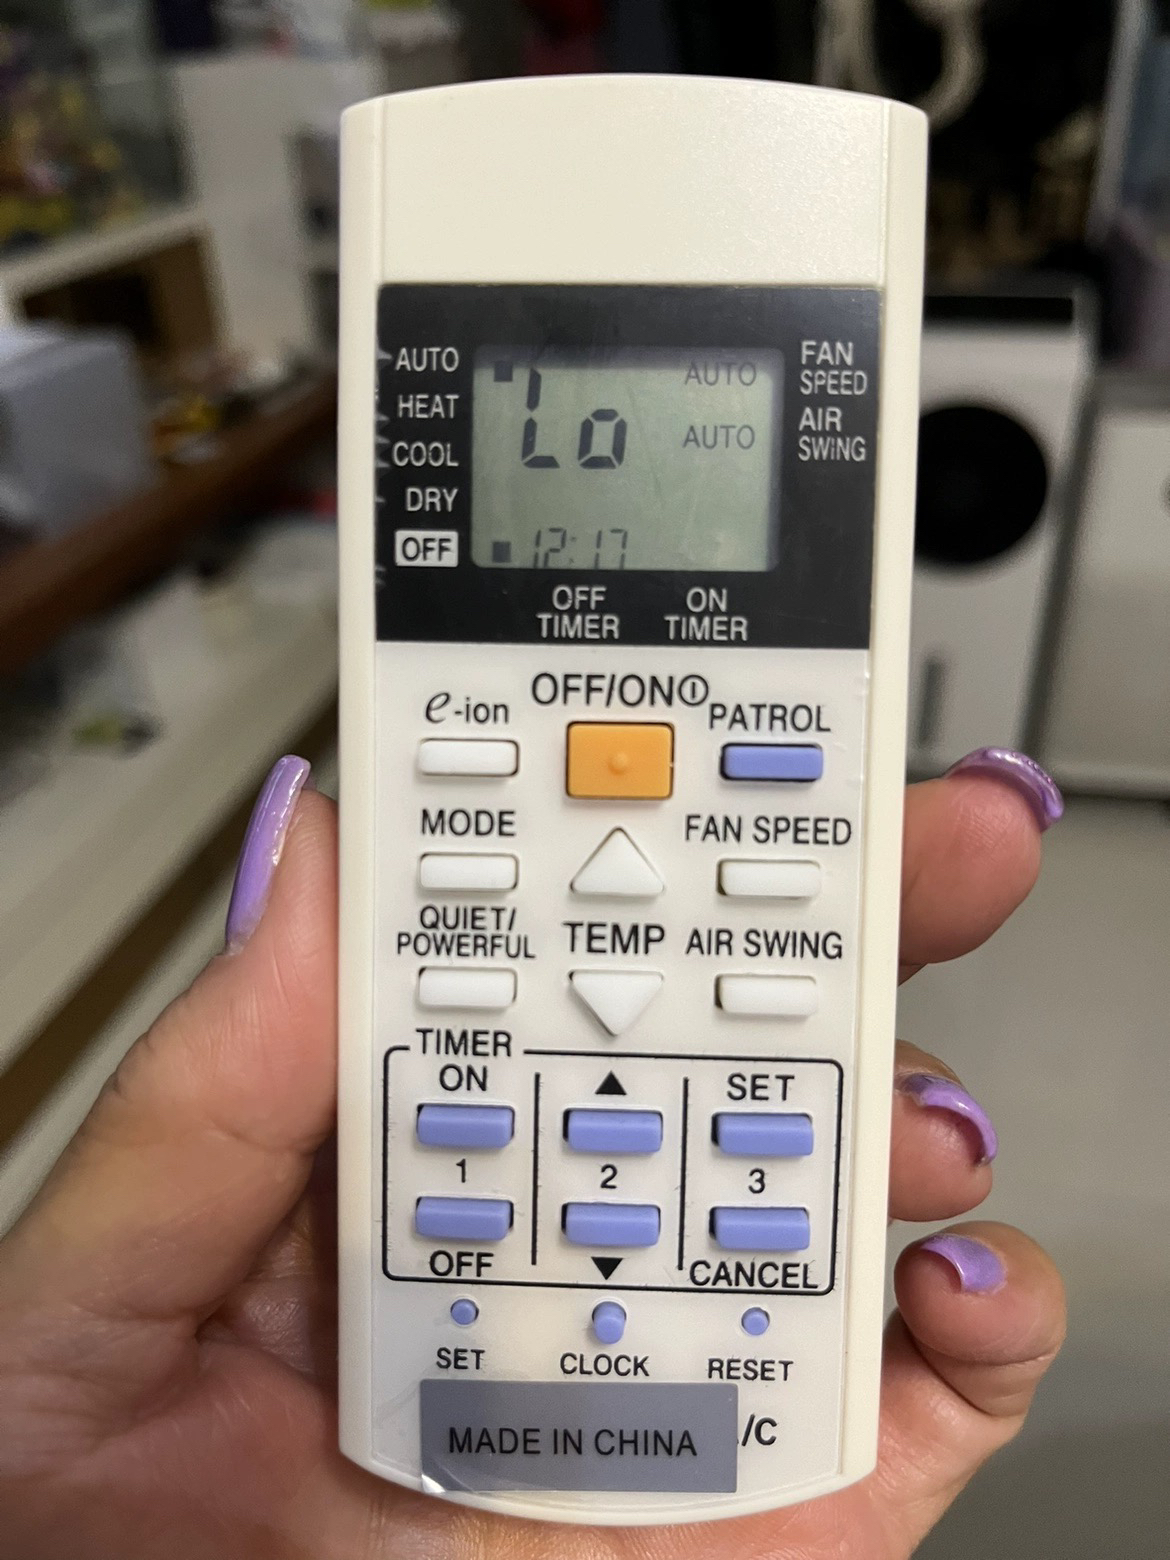 AUTO
HEAT
COOL
DRY
OFF
AUTO
Lo
AUTO
12:17
FAN
SPEED
AIR
SWING
OFF
TIMER
ON
TIMER
OFF/ON
e-ion
PATROL
MODE
FAN SPEED
QUIET/
POWERFUL
TEMP
AIR SWING
TIMER
ON
▲
SET
1
2
3
OFF
▼
CANCEL
SET
CLOCK
RESET
MADE IN CHINA
/C